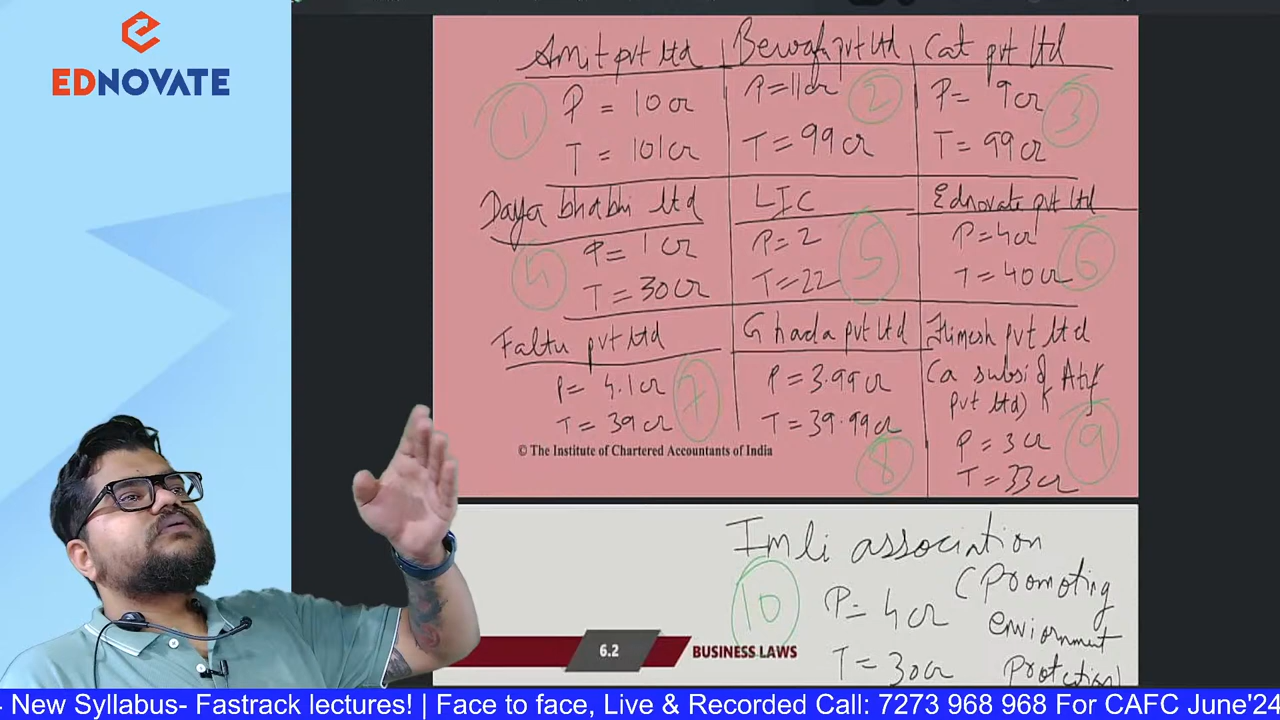 EDNOVATE
Amit pvt ltd
P = 10 cr
T = 101 cr
1
Bewafa pvt ltd
P = 11 cr
T = 99 cr
2
Cat pvt ltd
P = 9 cr
T = 99 cr
3
Daya bhabhi ltd
P = 1 cr
T = 30 cr
4
LIC
P = 2
T = 22
5
Ednovate pvt ltd
P = 4 cr
T = 40 cr
6
Faltu pvt ltd
P = 4.1 cr
T = 39 cr
7
Ghada pvt ltd
P = 3.99 cr
T = 39.99 cr
8
Himesh pvt ltd
(a subsi of Atif
pvt ltd)
P = 3 cr
T = 33 cr
9
© The Institute of Chartered Accountants of India
Imli association
(Promoting
enviornment
protection)
10
P = 4 cr
T = 30 cr
6.2 BUSINESS LAWS
New Syllabus- Fastrack lectures! | Face to face, Live & Recorded Call: 7273 968 968 For CAFC June'24